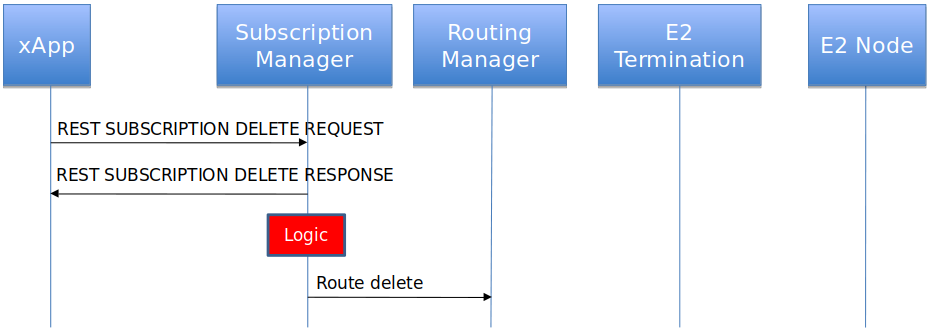 xApp
Subscription
Manager
Routing
Manager
E2
Termination
E2 Node
REST SUBSCRIPTION DELETE REQUEST
REST SUBSCRIPTION DELETE RESPONSE
Logic
Route delete